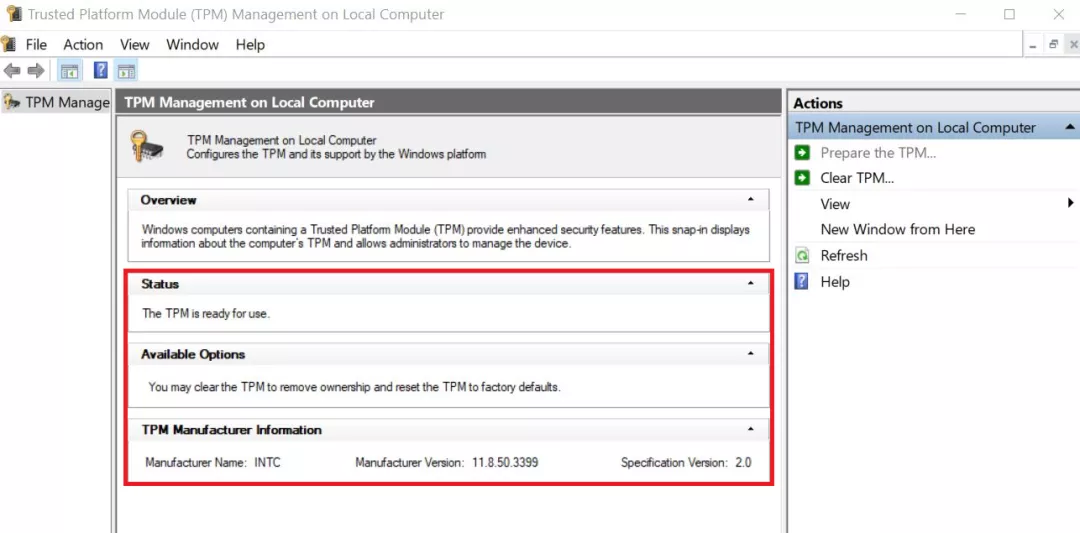 Trusted Platform Module (TPM) Management on Local Computer
File Action View Window Help
TPM Manage
TPM Management on Local Computer
TPM Management on Local Computer
Configures the TPM and its support by the Windows platform
Overview
Windows computers containing a Trusted Platform Module (TPM) provide enhanced security features. This snap-in displays
information about the computer's TPM and allows administrators to manage the device.
Status
The TPM is ready for use.
Available Options
You may clear the TPM to remove ownership and reset the TPM to factory defaults.
TPM Manufacturer Information
Manufacturer Name: INTC Manufacturer Version: 11.8.50.3399 Specification Version: 2.0
Actions
TPM Management on Local Computer
Prepare the TPM...
Clear TPM...
View
New Window from Here
Refresh
Help